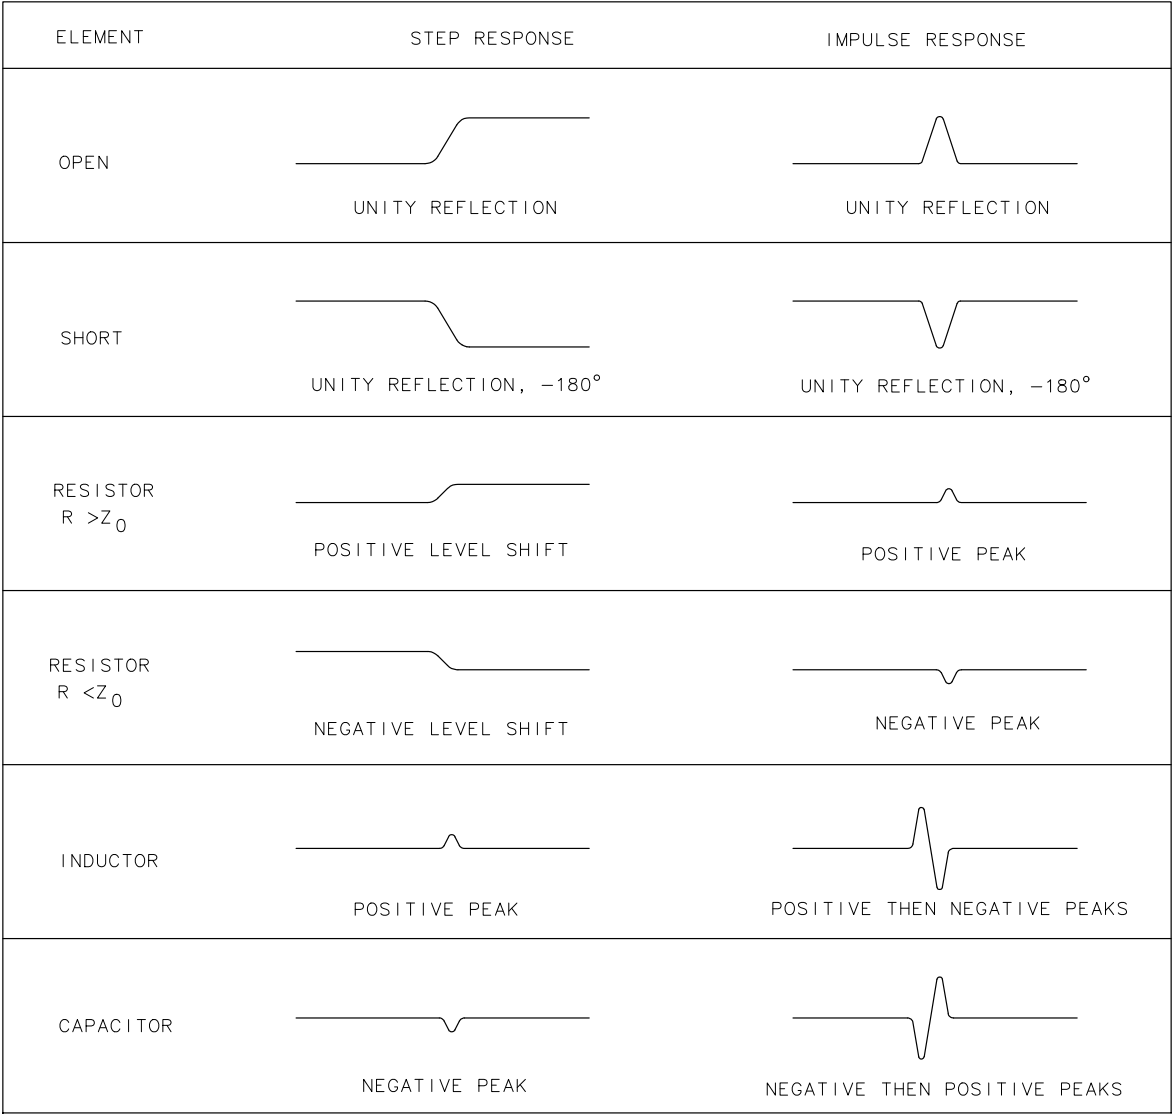 ELEMENT STEP RESPONSE IMPULSE RESPONSE
OPEN
UNITY REFLECTION UNITY REFLECTION
SHORT
UNITY REFLECTION, −180° UNITY REFLECTION, −180°
RESISTOR
R >Z0
POSITIVE LEVEL SHIFT POSITIVE PEAK
RESISTOR
R <Z0
NEGATIVE LEVEL SHIFT NEGATIVE PEAK
INDUCTOR
POSITIVE PEAK POSITIVE THEN NEGATIVE PEAKS
CAPACITOR
NEGATIVE PEAK NEGATIVE THEN POSITIVE PEAKS